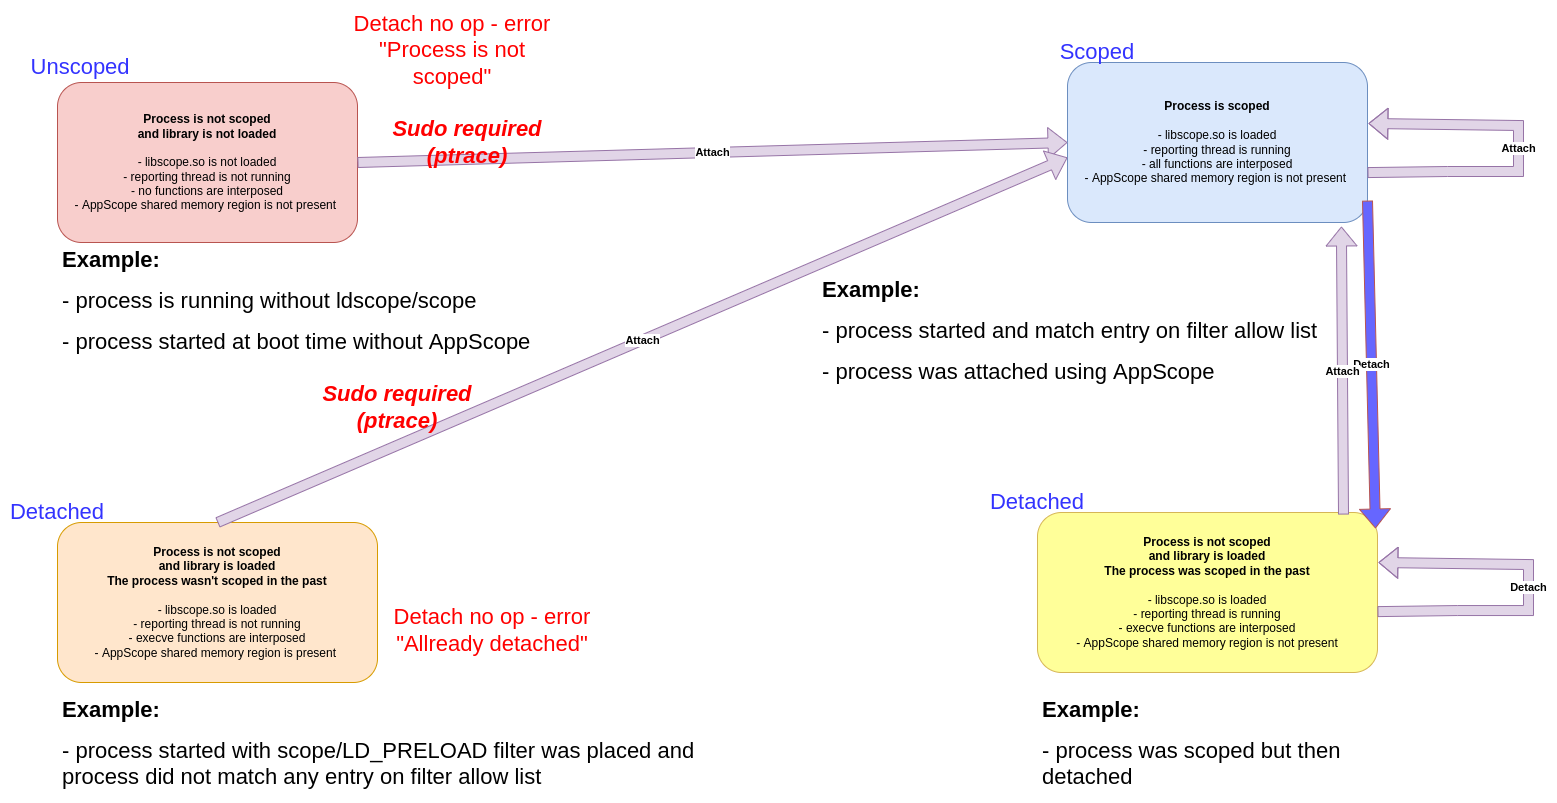 Detach no op - error
"Process is not
scoped"
Unscoped
Process is not scoped
and library is not loaded
- libscope.so is not loaded
- reporting thread is not running
- no functions are interposed
- AppScope shared memory region is not present
Sudo required
(ptrace)
Attach
Scoped
Process is scoped
- libscope.so is loaded
- reporting thread is running
- all functions are interposed
- AppScope shared memory region is not present
Attach
Example:
- process is running without ldscope/scope
- process started at boot time without AppScope
Example:
- process started and match entry on filter allow list
- process was attached using AppScope
Attach
Attach
Detach
Sudo required
(ptrace)
Detached
Process is not scoped
and library is loaded
The process wasn't scoped in the past
- libscope.so is loaded
- reporting thread is not running
- execve functions are interposed
- AppScope shared memory region is present
Detach no op - error
"Allready detached"
Detached
Process is not scoped
and library is loaded
The process was scoped in the past
- libscope.so is loaded
- reporting thread is running
- execve functions are interposed
- AppScope shared memory region is not present
Detach
Example:
- process started with scope/LD_PRELOAD filter was placed and
process did not match any entry on filter allow list
Example:
- process was scoped but then
detached